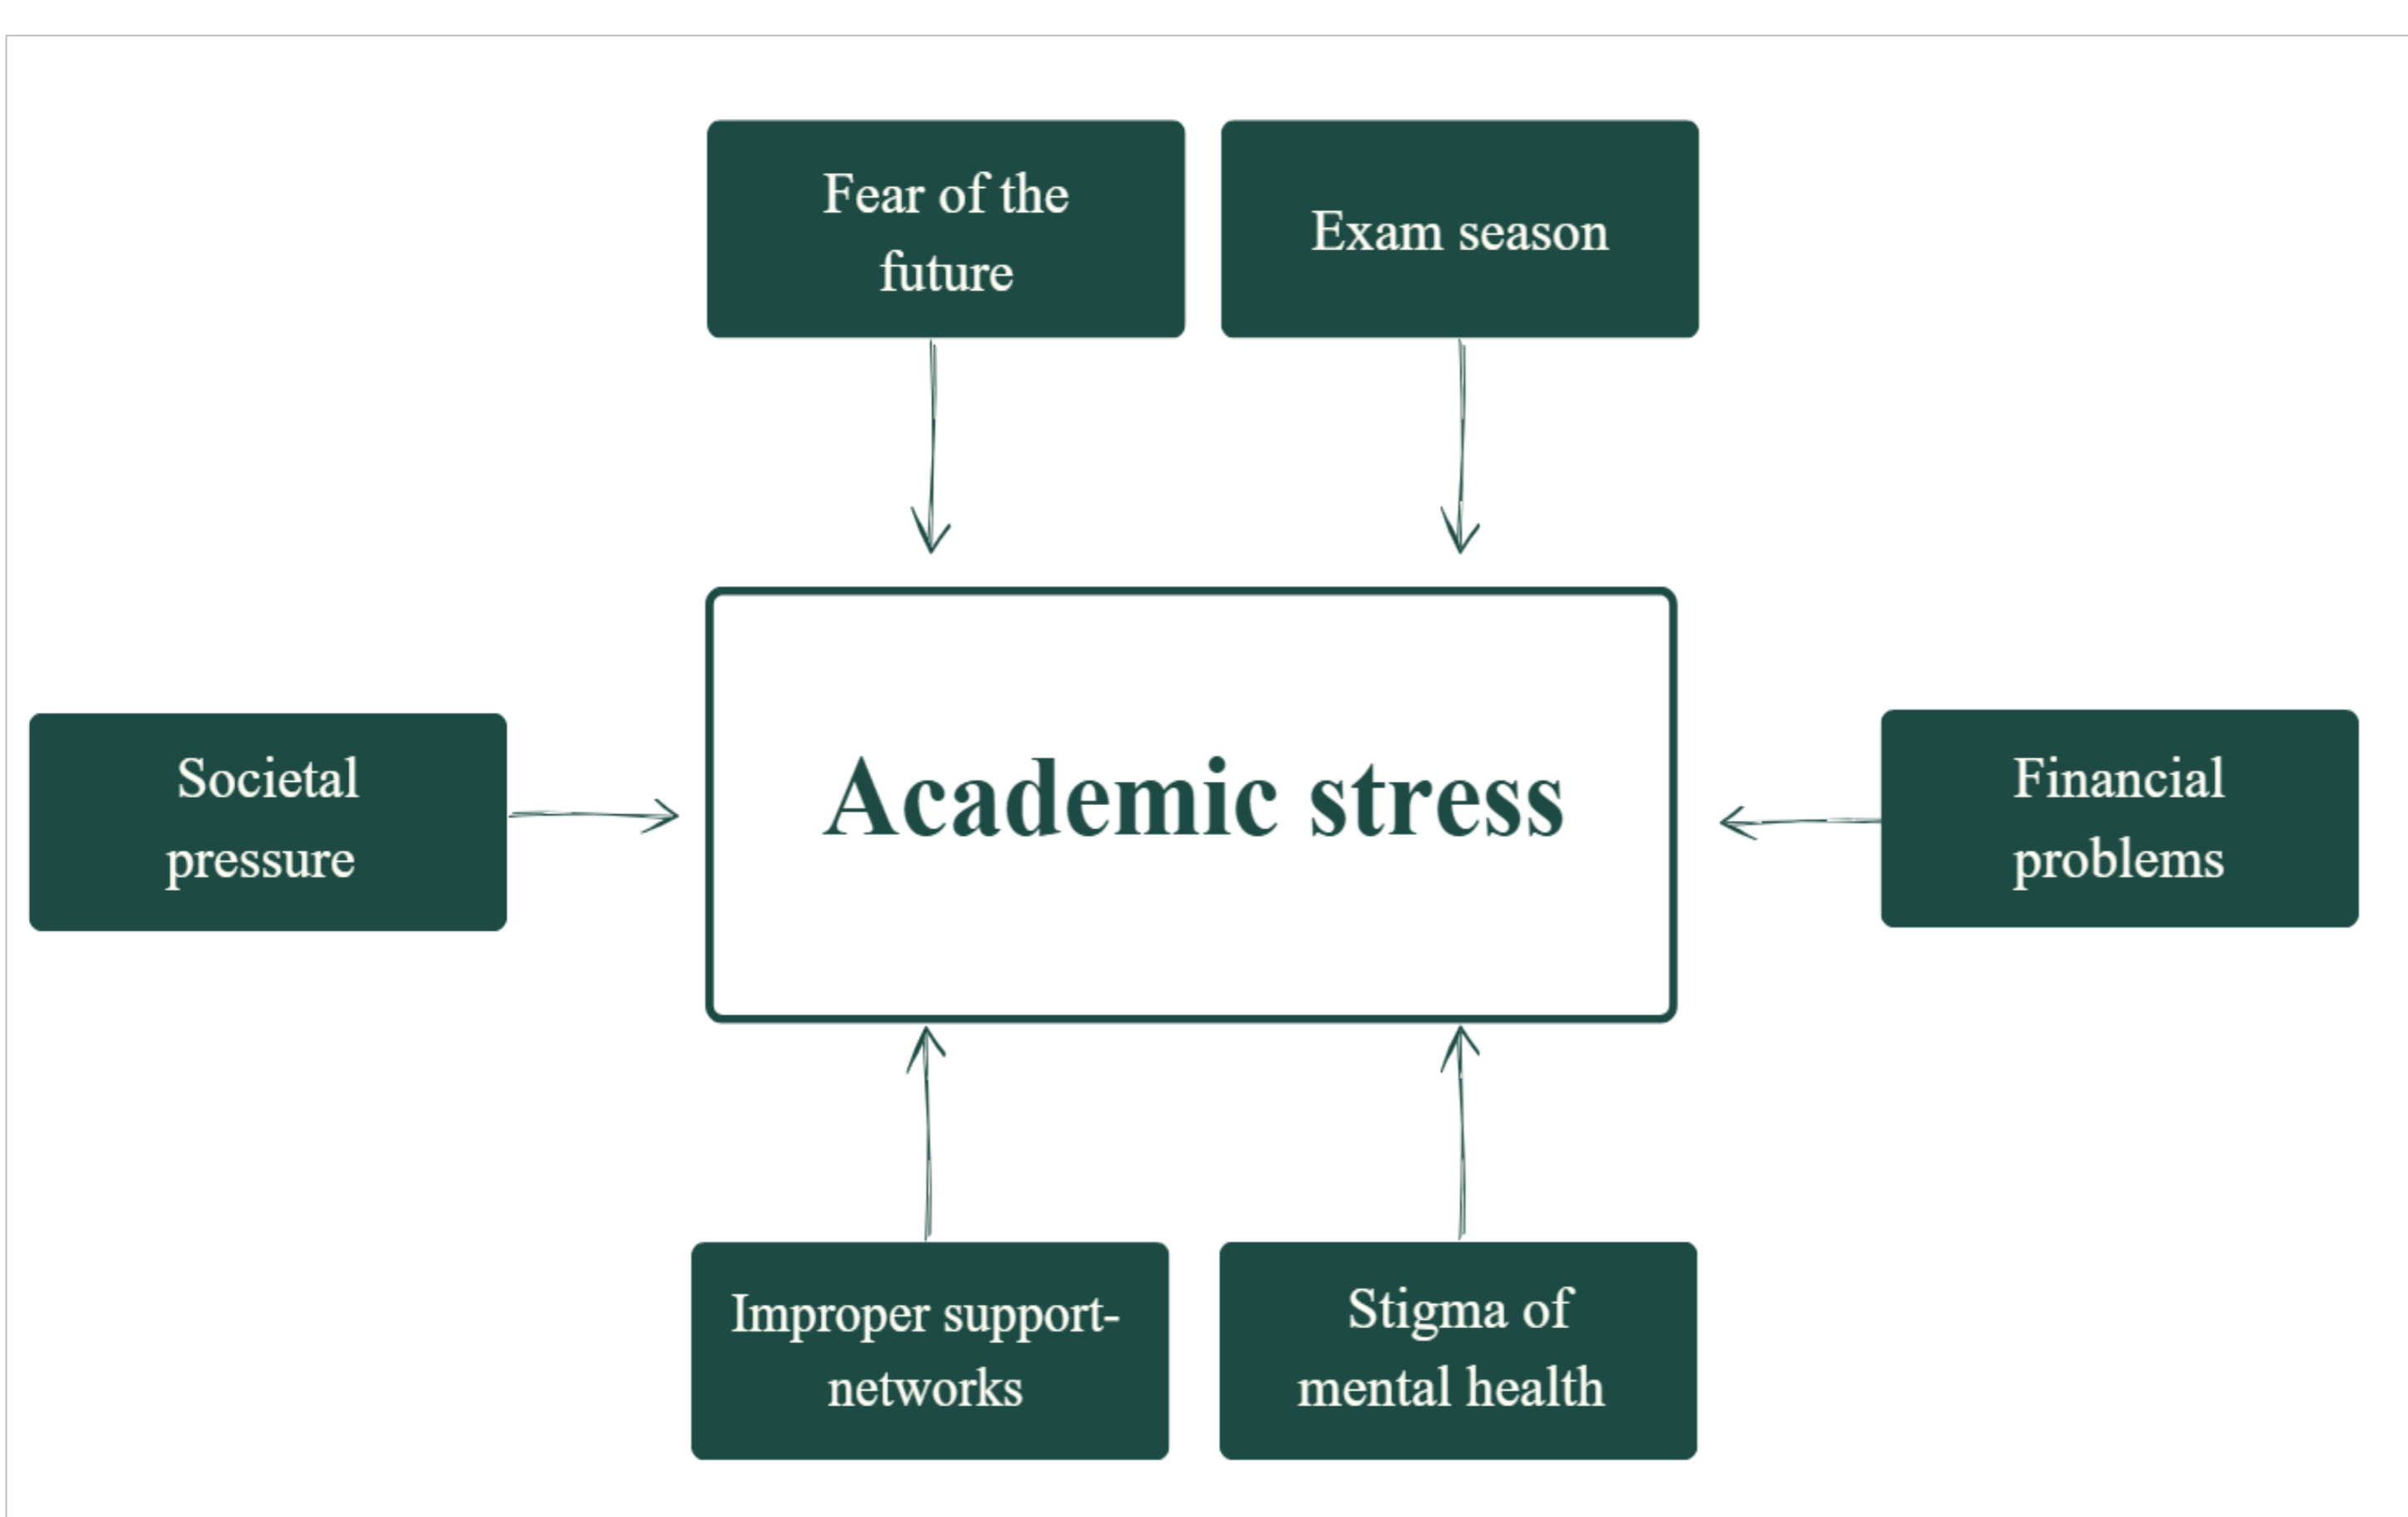 Fear of the
future
Exam season
Societal
pressure
Academic stress
Financial
problems
Improper support-
networks
Stigma of
mental health